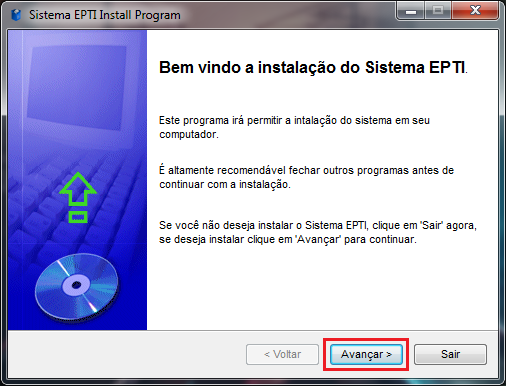 Sistema EPTI Install Program
Bem vindo a instalação do Sistema EPTI.
Este programa irá permitir a intalação do sistema em seu
computador.
É altamente recomendável fechar outros programas antes de
continuar com a instalação.
Se você não deseja instalar o Sistema EPTI, clique em 'Sair' agora,
se deseja instalar clique em 'Avançar' para continuar.
< Voltar
Avançar >
Sair